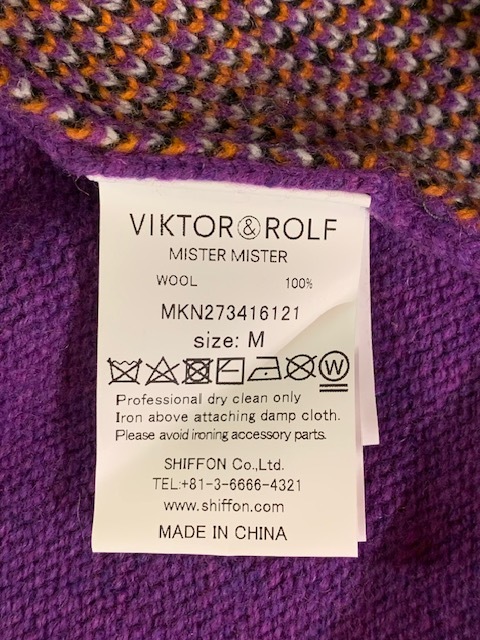 VIKTOR&ROLF
MISTER MISTER
WOOL 100%
MKN273416121
size: M
W
Professional dry clean only
Iron above attaching damp cloth.
Please avoid ironing accessory parts.
SHIFFON Co.,Ltd.
TEL:+81-3-6666-4321
www.shiffon.com
MADE IN CHINA